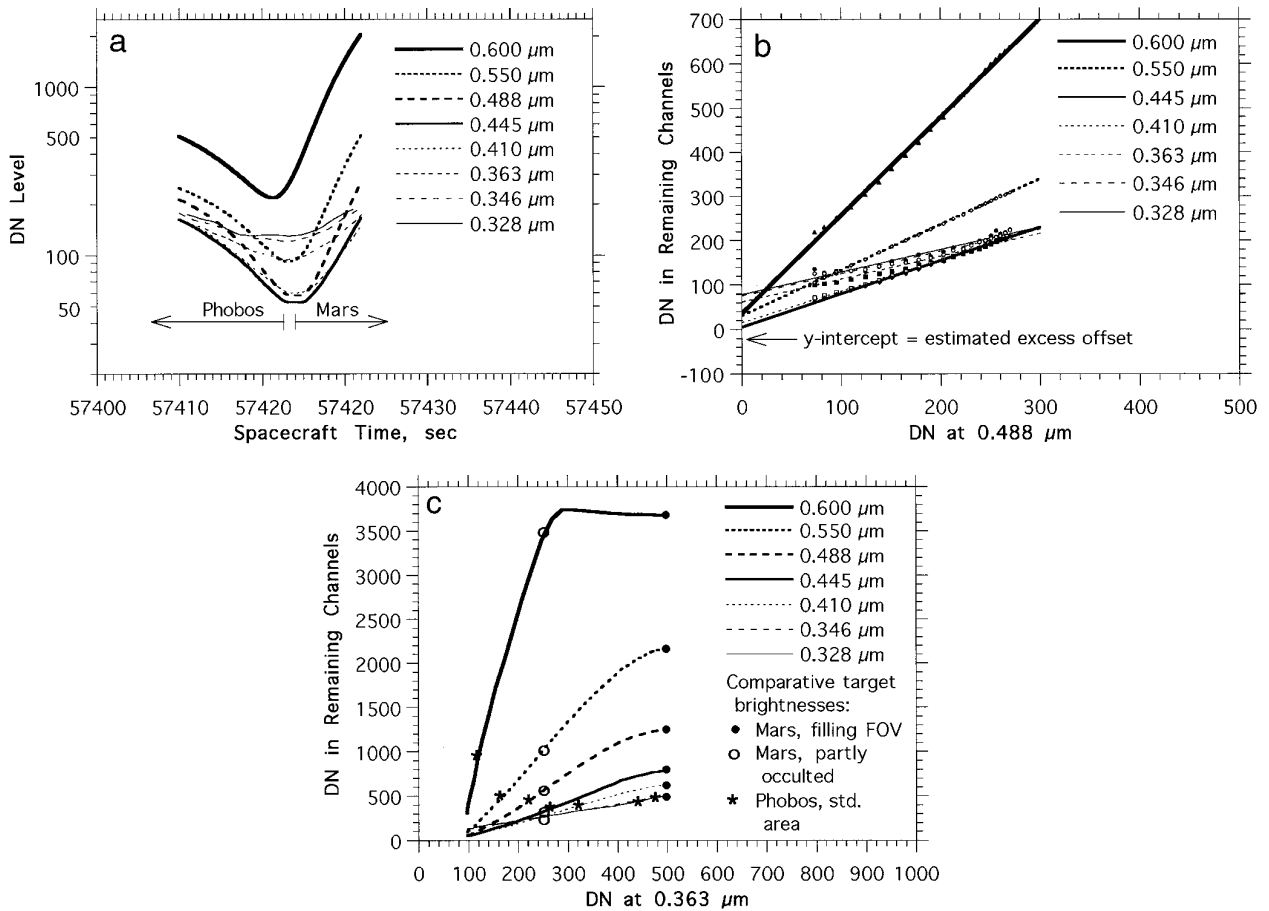 a
1000
500
100
50
DN Level
0.600 μm
0.550 μm
0.488 μm
0.445 μm
0.410 μm
0.363 μm
0.346 μm
0.328 μm
Phobos
Mars
57400 57410 57420 57422 57430 57440 57450
Spacecraft Time, sec
b
700
600
500
400
300
200
100
0
-100
DN in Remaining Channels
0.600 μm
0.550 μm
0.445 μm
0.410 μm
0.363 μm
0.346 μm
0.328 μm
y-intercept = estimated excess offset
0 100 200 300 400 500
DN at 0.488 μm
c
4000
3500
3000
2500
2000
1500
1000
500
0
DN in Remaining Channels
0.600 μm
0.550 μm
0.488 μm
0.445 μm
0.410 μm
0.346 μm
0.328 μm
Comparative target
brightnesses:
Mars, filling FOV
Mars, partly
occulted
Phobos, std.
area
0 100 200 300 400 500 600 700 800 900 1000
DN at 0.363 μm